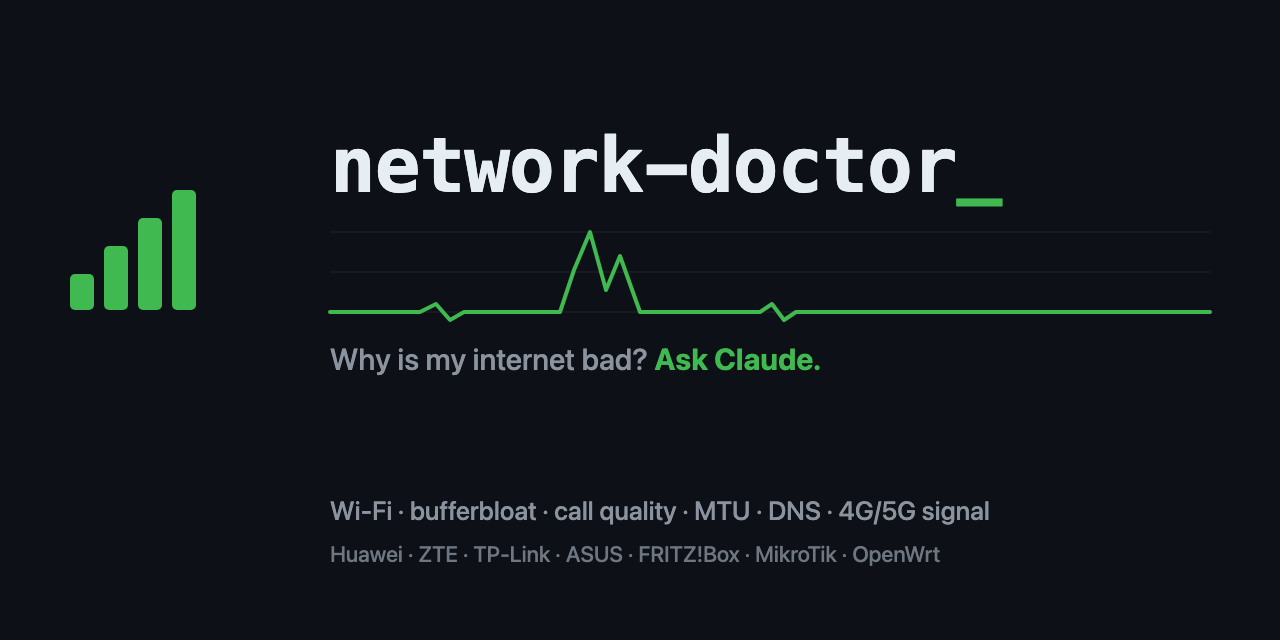 network-doctor_
Why is my internet bad? Ask Claude.
Wi-Fi · bufferbloat · call quality · MTU · DNS · 4G/5G signal
Huawei · ZTE · TP-Link · ASUS · FRITZ!Box · MikroTik · OpenWrt